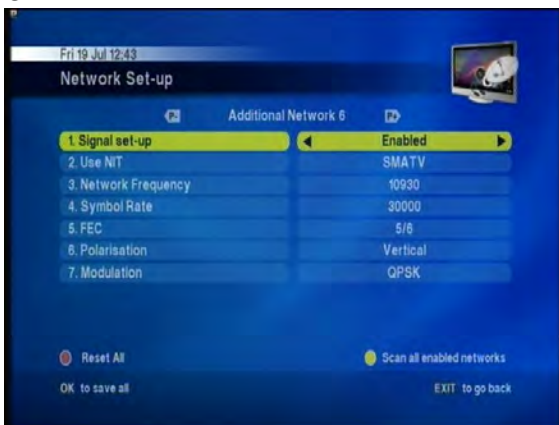 Fri 19 Jul 12:43
Network Set-up
P- Additional Network 6 P+
1. Signal set-up Enabled
2. Use NIT SMATV
3. Network Frequency 10930
4. Symbol Rate 30000
5. FEC 5/6
6. Polarisation Vertical
7. Modulation QPSK
Reset All Scan all enabled networks
OK to save all EXIT to go back